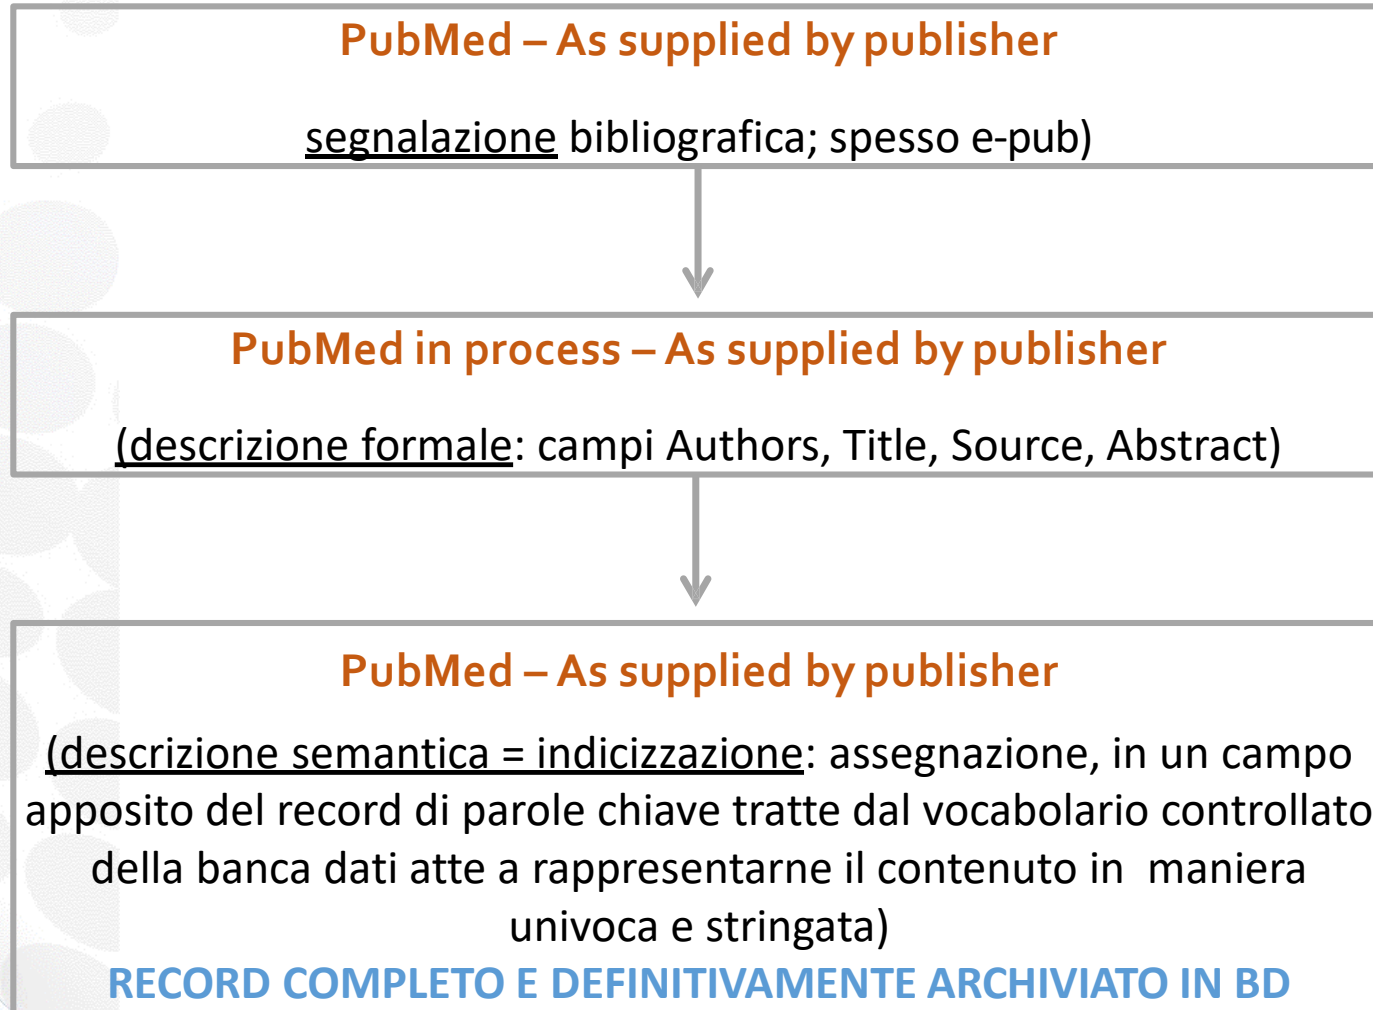 PubMed – As supplied by publisher
segnalazione bibliografica; spesso e-pub)
PubMed in process – As supplied by publisher
(descrizione formale: campi Authors, Title, Source, Abstract)
PubMed – As supplied by publisher
(descrizione semantica = indicizzazione: assegnazione, in un campo
apposito del record di parole chiave tratte dal vocabolario controllato
della banca dati atte a rappresentarne il contenuto in maniera
univoca e stringata)
RECORD COMPLETO E DEFINITIVAMENTE ARCHIVIATO IN BD